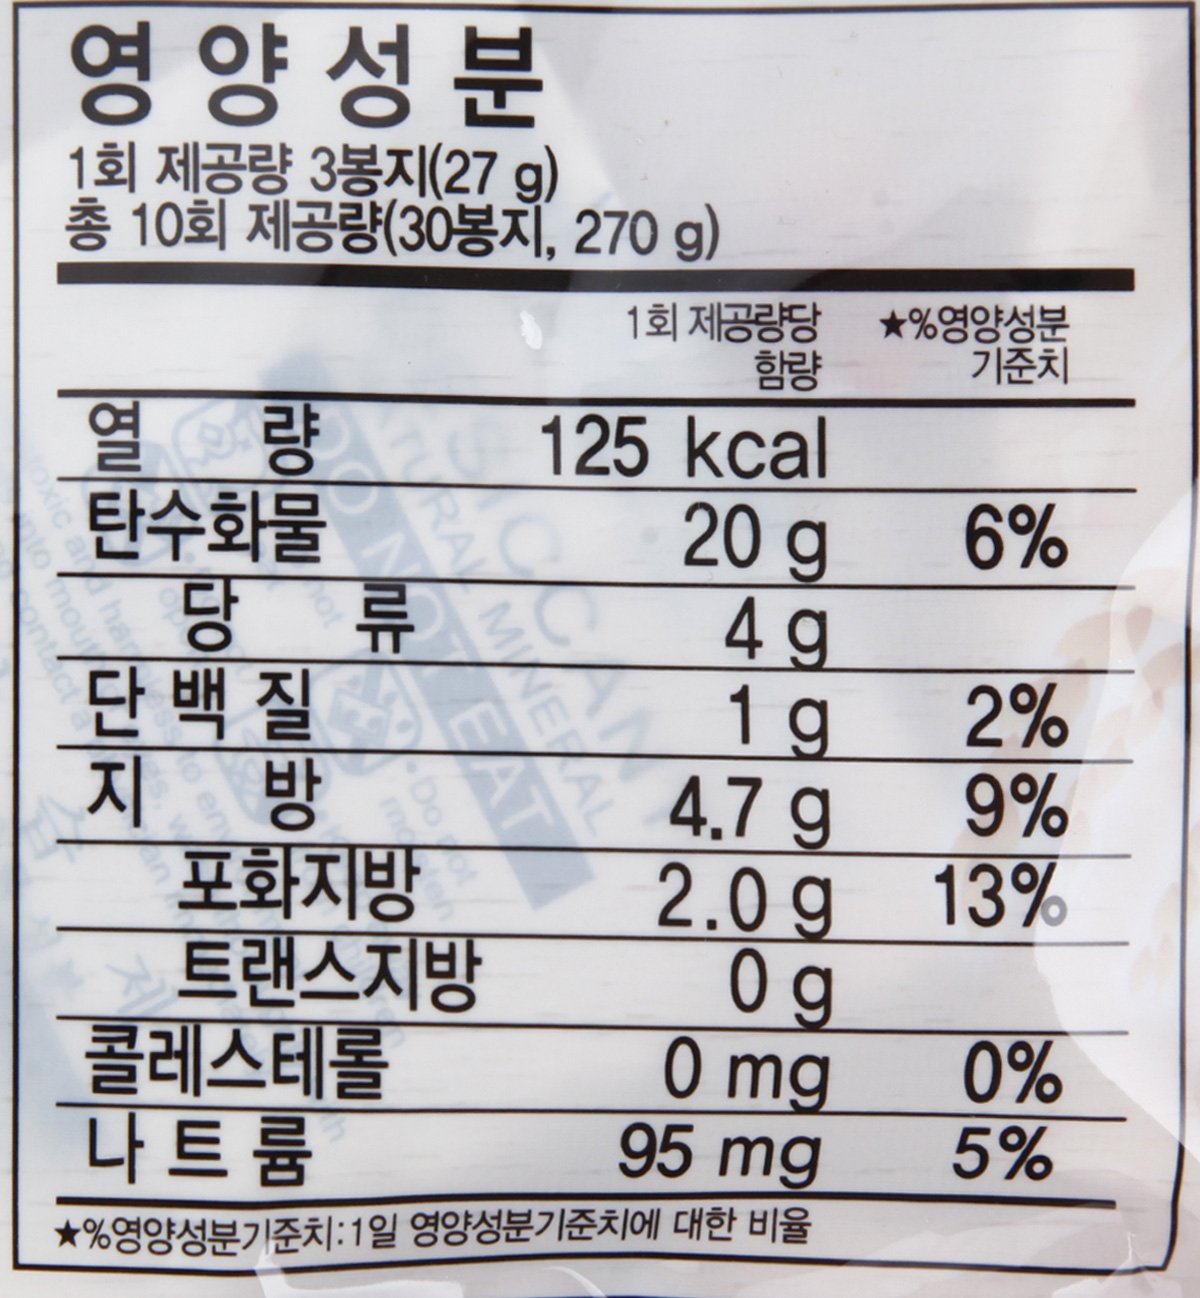 영양성분
1회 제공량 3봉지(27 g)
총 10회 제공량(30봉지, 270 g)
1회 제공량당 ★%영양성분
함량 기준치
열 량 125 kcal
탄수화물 20 g 6%
당 류 4 g
단백질 1 g 2%
지 방 4.7 g 9%
포화지방 2.0 g 13%
트랜스지방 0 g
콜레스테롤 0 mg 0%
나트륨 95 mg 5%
★%영양성분기준치:1일 영양성분기준치에 대한 비율
DO NOT EAT
MINERAL